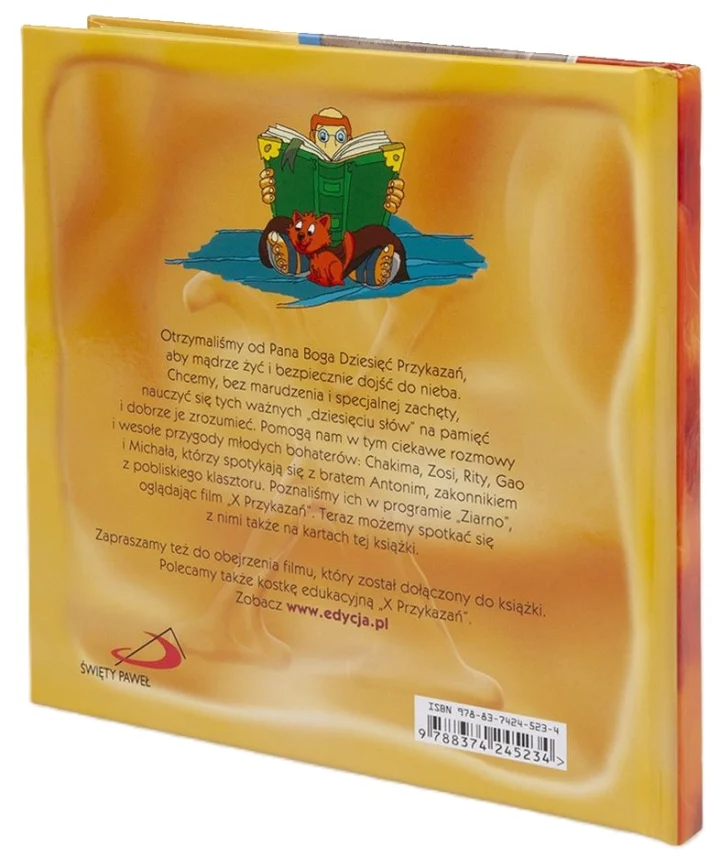 Otrzymaliśmy od Pana Boga Dziesięć Przykazań,
aby mądrze żyć i bezpiecznie dojść do nieba.
Chcemy, bez marudzenia i specjalnej zachęty,
nauczyć się tych ważnych „dziesięciu słów” na pamięć
i dobrze je zrozumieć. Pomogą nam w tym ciekawe rozmowy
i wesołe przygody młodych bohaterów: Chakima, Zosi, Rity, Gao
i Michała, którzy spotykają się z bratem Antonim, zakonnikiem
z pobliskiego klasztoru. Poznaliśmy ich w programie „Ziarno”,
oglądając film „X Przykazań”. Teraz możemy spotkać się
z nimi także na kartach tej książki.
Zapraszamy też do obejrzenia filmu, który został dołączony do książki.
Polecamy także kostkę edukacyjną „X Przykazań”.
Zobacz www.edycja.pl
ŚWIĘTY PAWEŁ
ISBN 978-83-7424-523-4
9 788374 245234 >